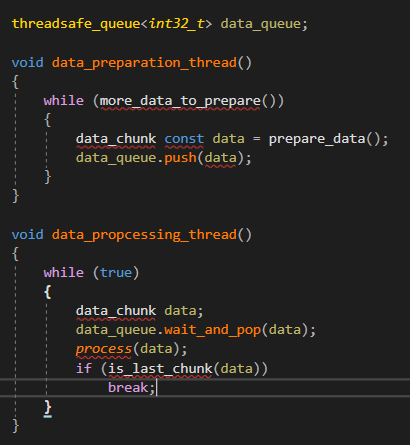 threadsafe_queue<int32_t> data_queue;
void data_preparation_thread()
{
while (more_data_to_prepare())
{
data_chunk const data = prepare_data();
data_queue.push(data);
}
}
void data_propcessing_thread()
{
while (true)
{
data_chunk data;
data_queue.wait_and_pop(data);
process(data);
if (is_last_chunk(data))
break;
}
}